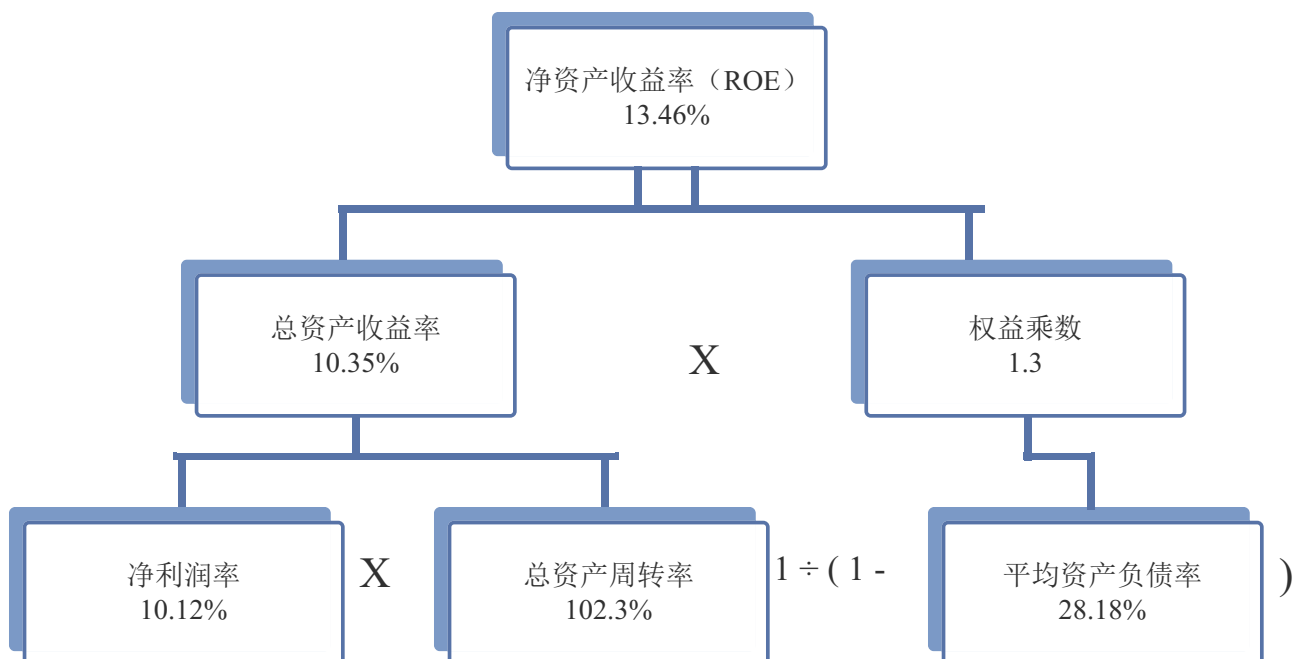 净资产收益率（ROE）
13.46%
总资产收益率
10.35%
X
权益乘数
1.3
净利润率
10.12%
X
总资产周转率
102.3%
1 ÷ ( 1 -
平均资产负债率
28.18%
)